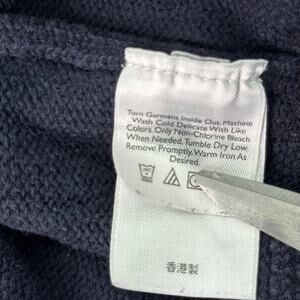 Turn Garment Inside Out. Machine
Wash Cold Delicate With Like
Colors. Only Non-Chlorine Bleach
When Needed. Tumble Dry Low.
Remove Promptly. Warm Iron As
Desired.
香港製